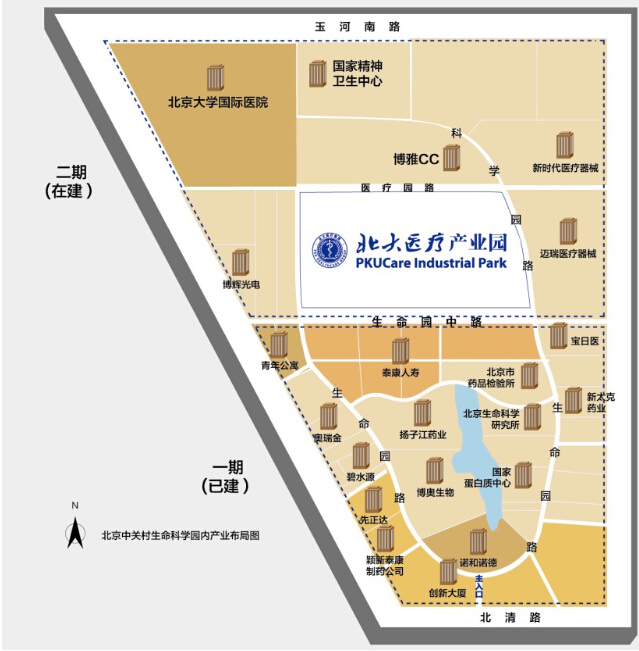 玉河南路
国家精神
卫生中心
北京大学国际医院
科学园路
博雅CC
新时代医疗器械
二期
(在建)
医疗园路
北大医疗产业园
PKUCare Industrial Park
迈瑞医疗器械
博辉光电
生命园中路
宝日医
青年公寓
泰康人寿
北京市
药品检验所
新尤克
药业
生命园路
奥瑞金
扬子江药业
北京生命科学
研究所
生命园路
一期
(已建)
碧水源
博奥生物
国家
蛋白质中心
先正达
N
北京中关村生命科学园内产业布局图
颖新泰康
制药公司
诺和诺德
创新大厦
主入口
北清路